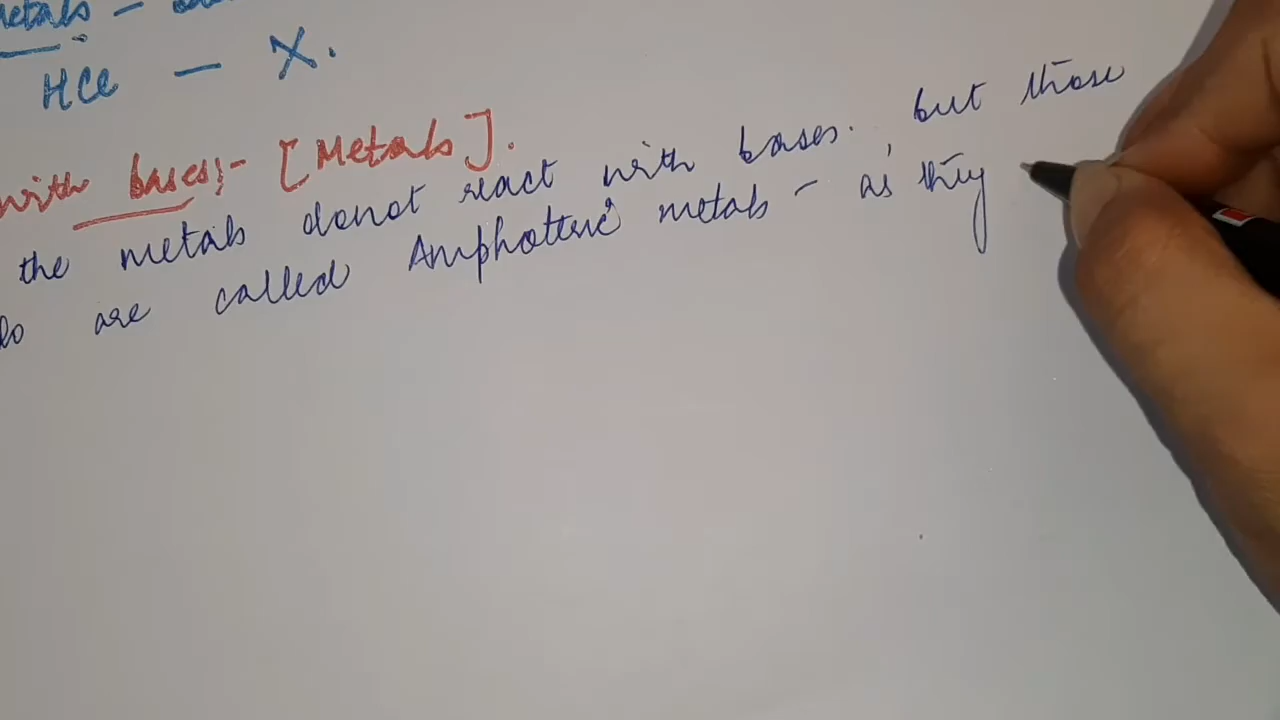 etals –
HCl – X.
with bases:- [Metals].
the metals donot react with bases. , but those
do are called Amphoteric metals – as they